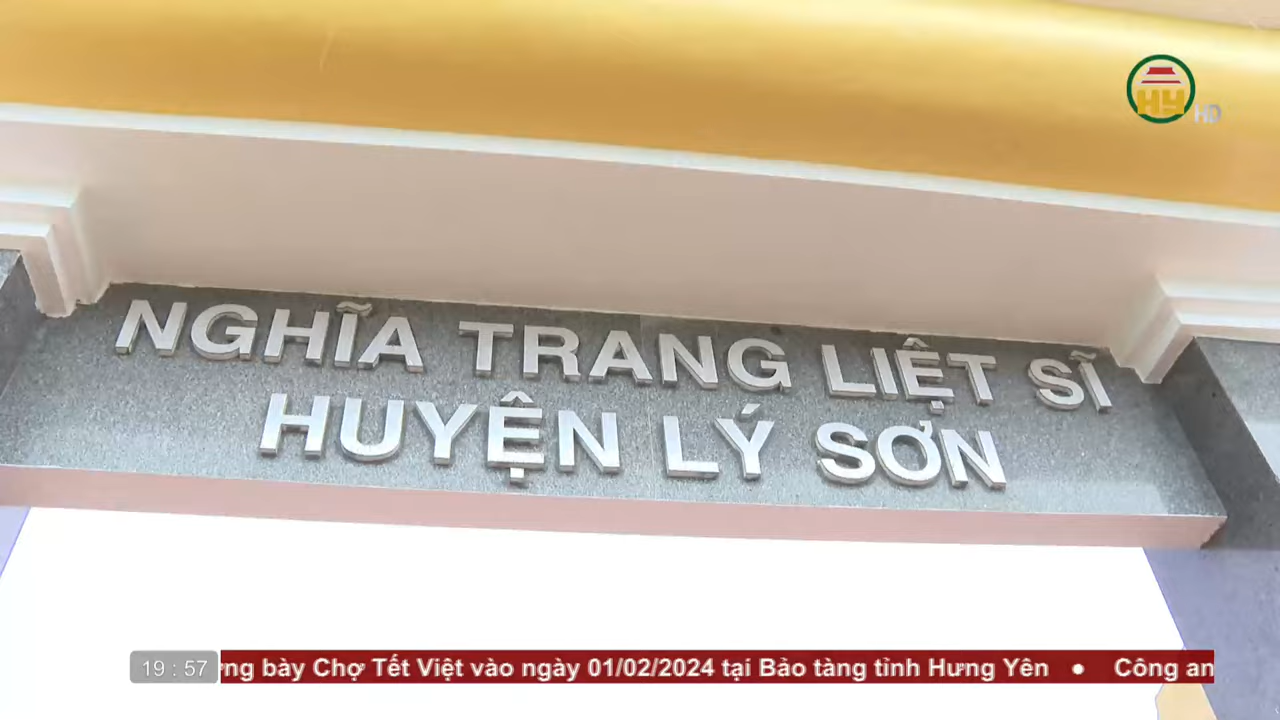 HY
HD
NGHĨA TRANG LIỆT SĨ
HUYỆN LÝ SƠN
19 : 57
bày Chợ Tết Việt vào ngày 01/02/2024 tại Bảo tàng tỉnh Hưng Yên • Công an